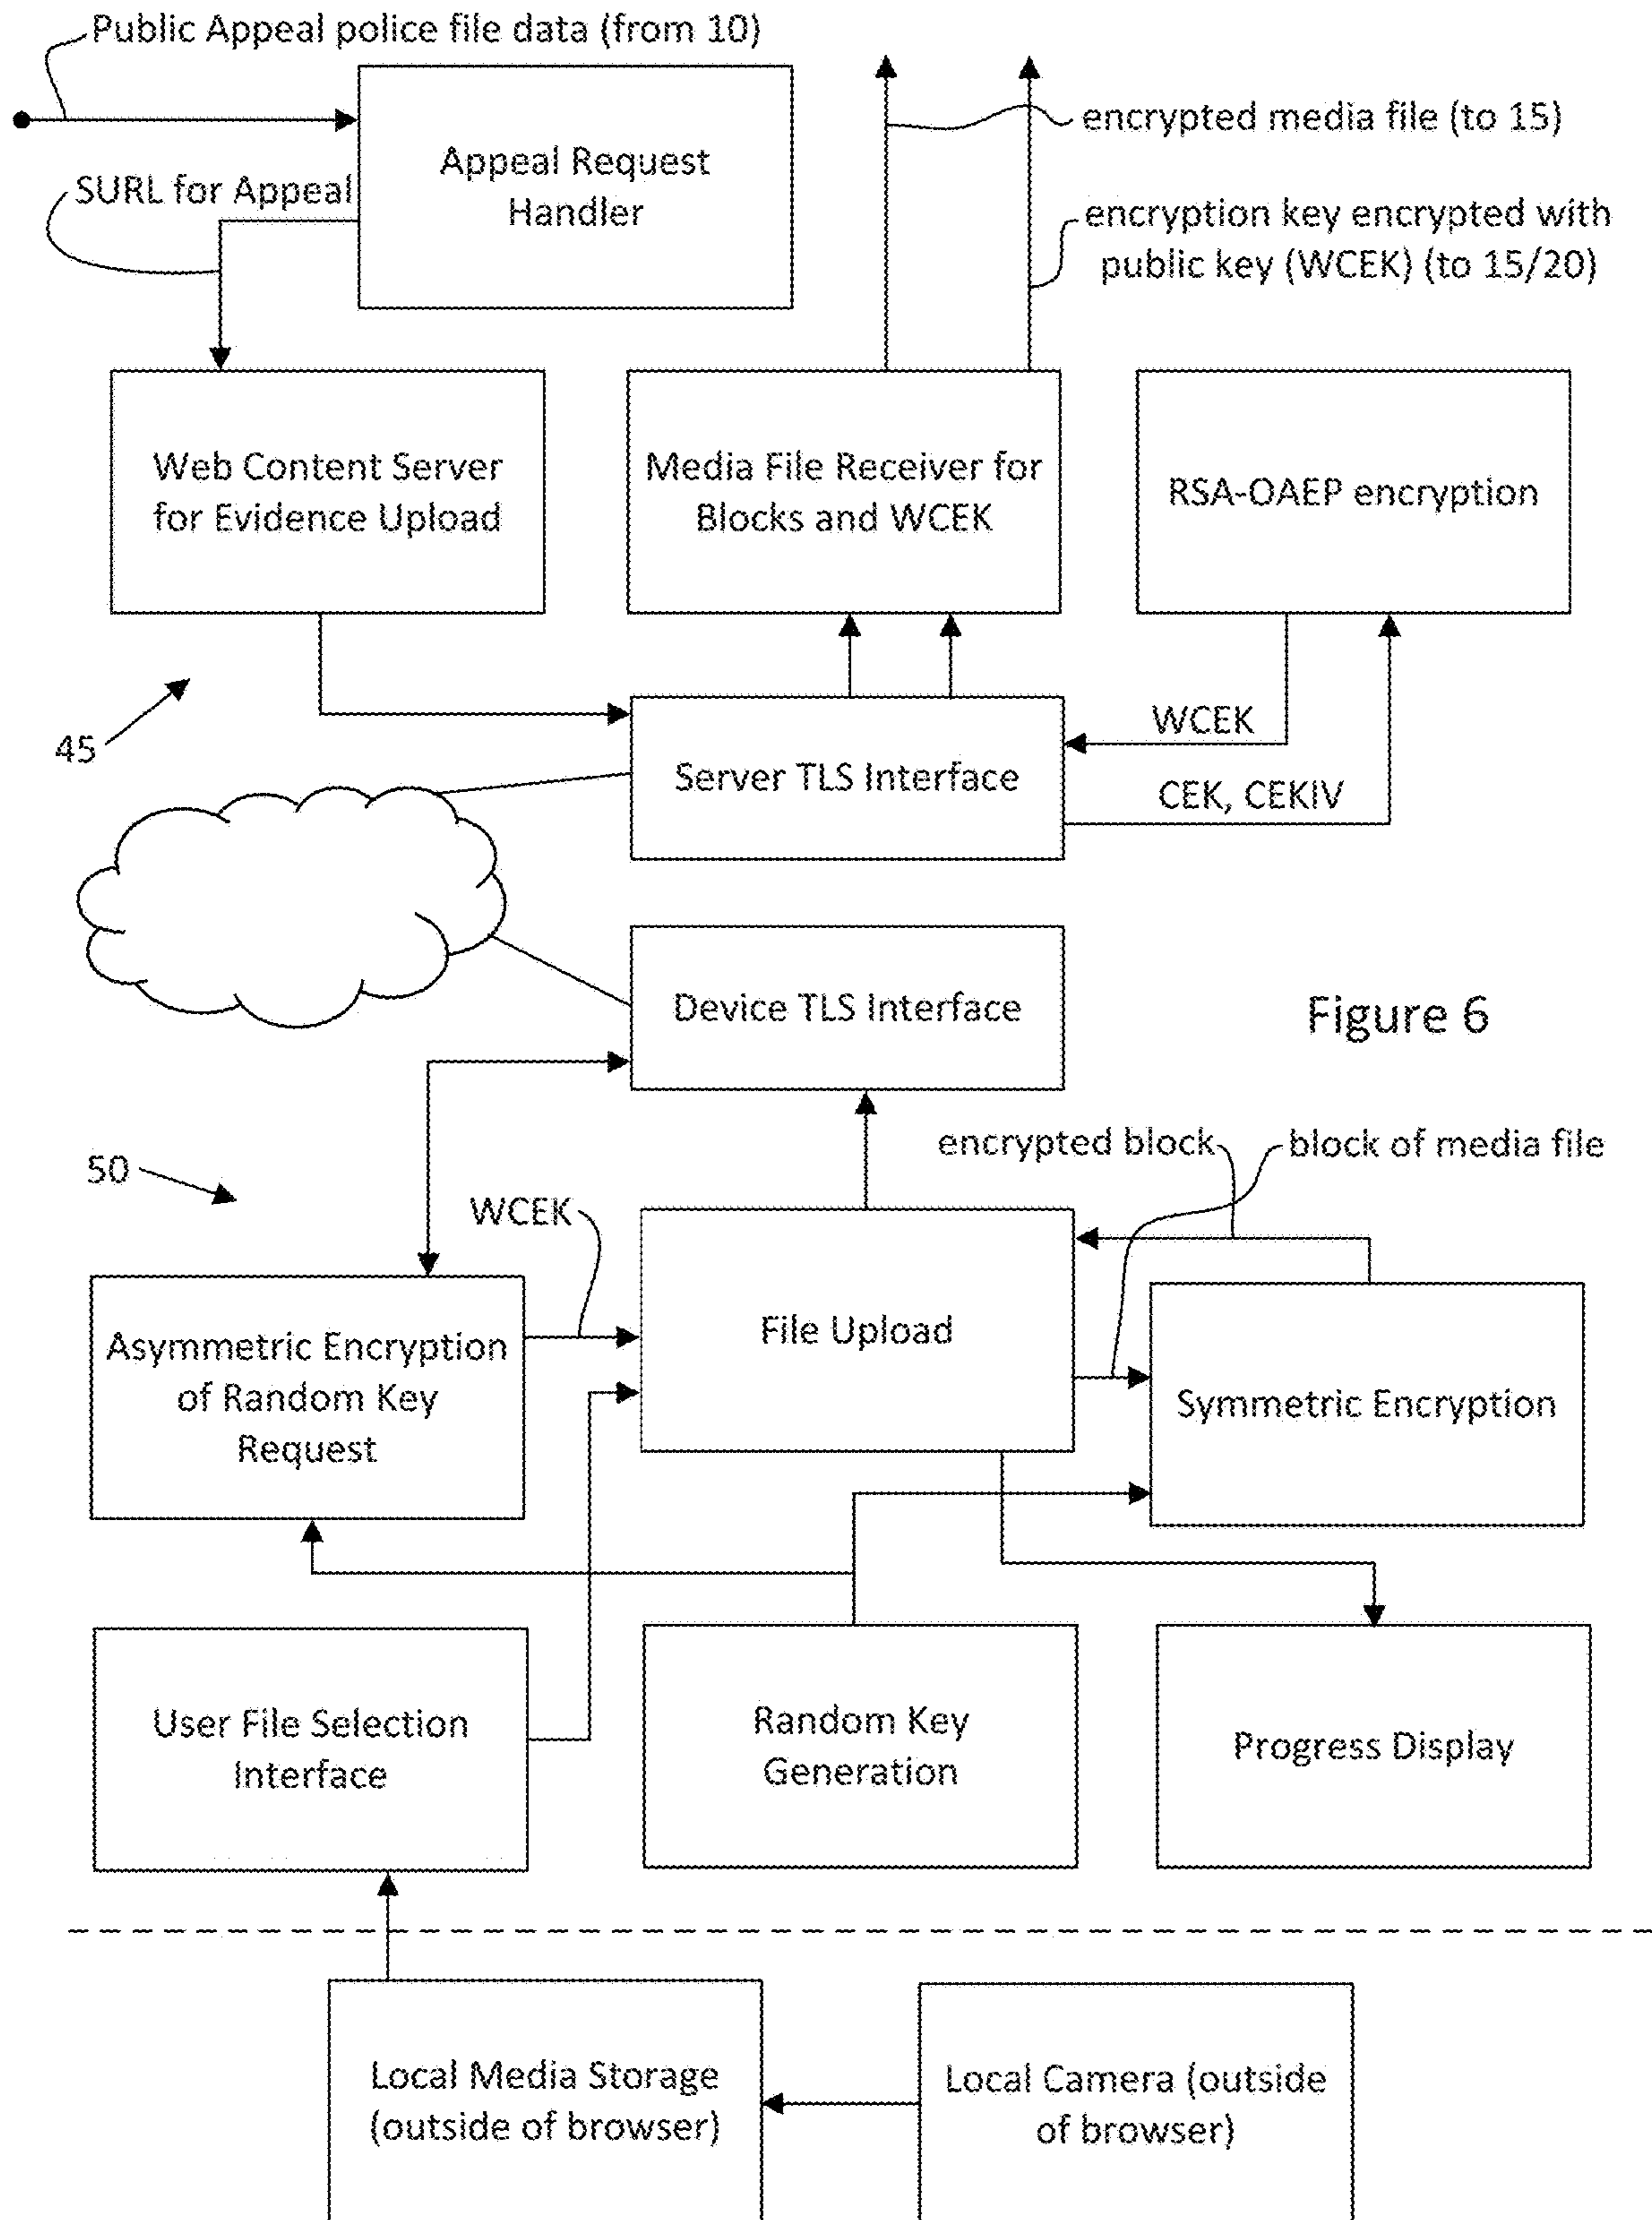 Public Appeal police file data (from 10)
encrypted media file (to 15)
Appeal Request
Handler
SURL for Appeal
encryption key encrypted with
public key (WCEK) (to 15/20)
Web Content Server
for Evidence Upload
Media File Receiver for
Blocks and WCEK
RSA-OAEP encryption
45
WCEK
Server TLS Interface
CEK, CEKIV
Device TLS Interface
Figure 6
50
encrypted block
block of media file
WCEK
Asymmetric Encryption
of Random Key
Request
File Upload
Symmetric Encryption
User File Selection
Interface
Random Key
Generation
Progress Display
Local Media Storage
(outside of browser)
Local Camera (outside
of browser)